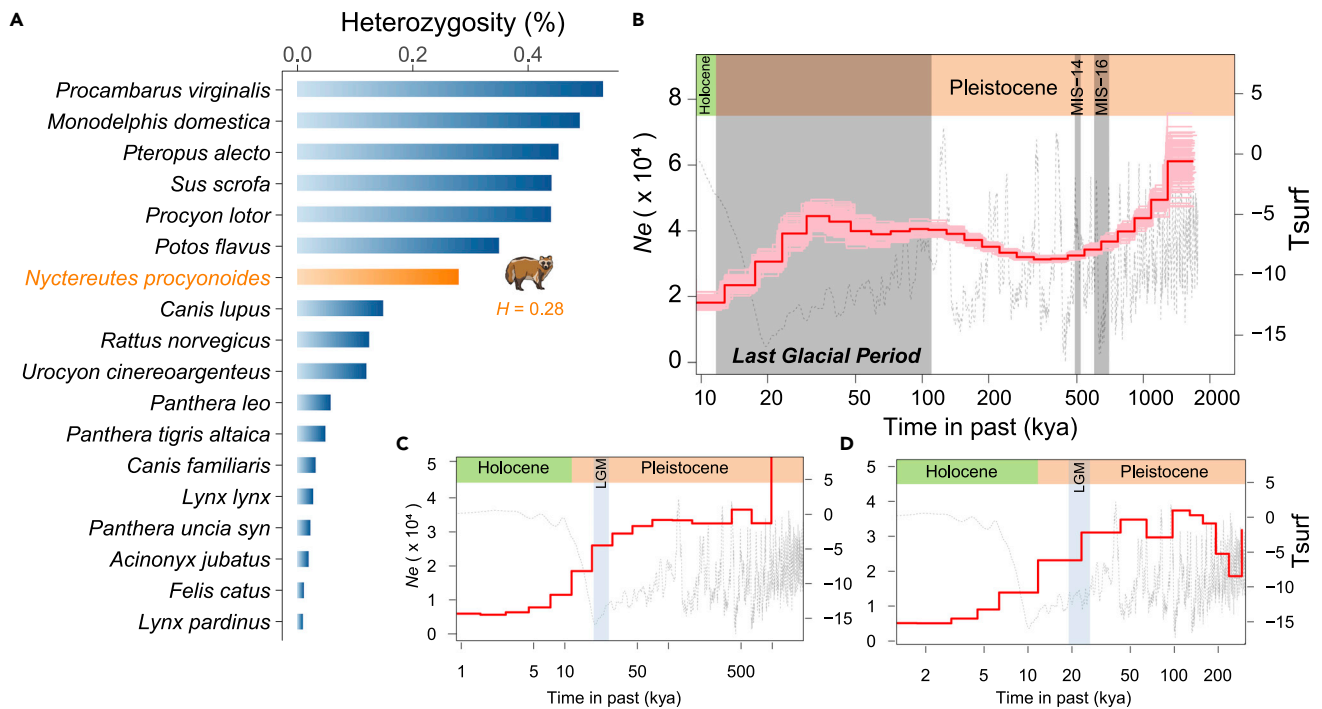 A
Heterozygosity (%)
0.0 0.2 0.4
Procambarus virginalis
Monodelphis domestica
Pteropus alecto
Sus scrofa
Procyon lotor
Potos flavus
Nyctereutes procyonoides
H = 0.28
Canis lupus
Rattus norvegicus
Urocyon cinereoargenteus
Panthera leo
Panthera tigris altaica
Canis familiaris
Lynx lynx
Panthera uncia syn
Acinonyx jubatus
Felis catus
Lynx pardinus
B
Holocene
Pleistocene
MIS−14
MIS−16
Ne ( x 10⁴)
8
6
4
2
0
5
0
−5
−10
−15
Tsurf
Last Glacial Period
10 20 50 100 200 500 1000 2000
Time in past (kya)
C
Holocene
LGM
Pleistocene
Ne ( x 10⁴)
5
4
3
2
1
0
5
0
−5
−10
−15
1 5 10 50 500
Time in past (kya)
D
Holocene
LGM
Pleistocene
5
4
3
2
1
0
5
0
−5
−10
−15
Tsurf
2 5 10 20 50 100 200
Time in past (kya)